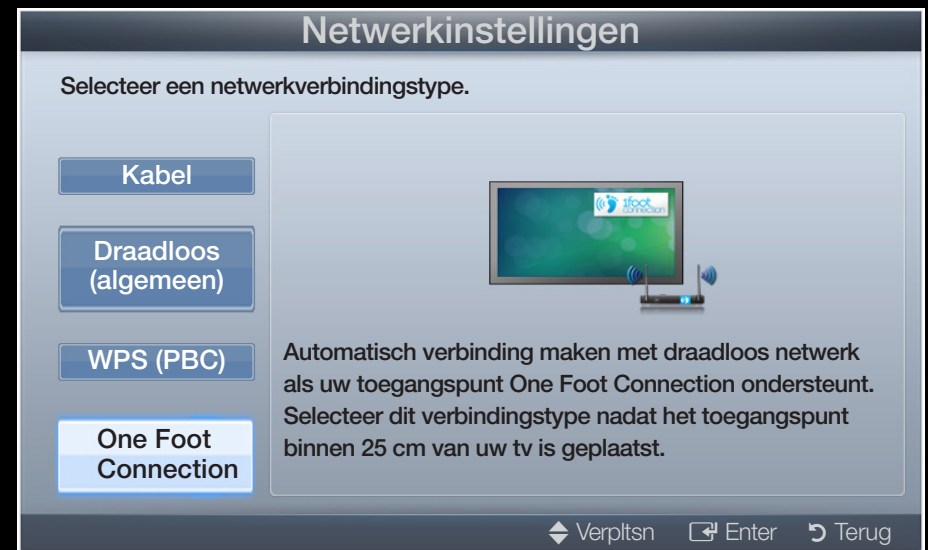 Netwerkinstellingen
Selecteer een netwerkverbindingstype.
Kabel
Draadloos
(algemeen)
WPS (PBC)
One Foot
Connection
1foot
connection
Automatisch verbinding maken met draadloos netwerk
als uw toegangspunt One Foot Connection ondersteunt.
Selecteer dit verbindingstype nadat het toegangspunt
binnen 25 cm van uw tv is geplaatst.
Verpltsn Enter Terug